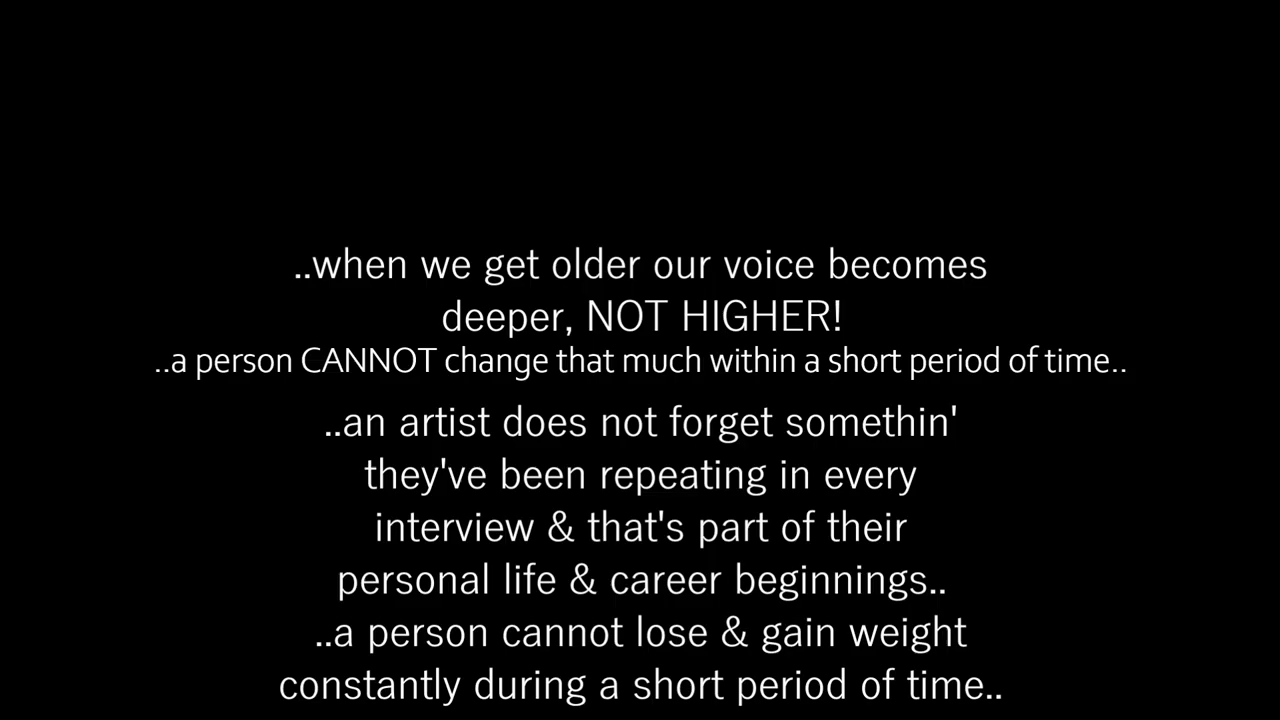 ..when we get older our voice becomes
deeper, NOT HIGHER!
..a person CANNOT change that much within a short period of time..
..an artist does not forget somethin'
they've been repeating in every
interview & that's part of their
personal life & career beginnings..
..a person cannot lose & gain weight
constantly during a short period of time..